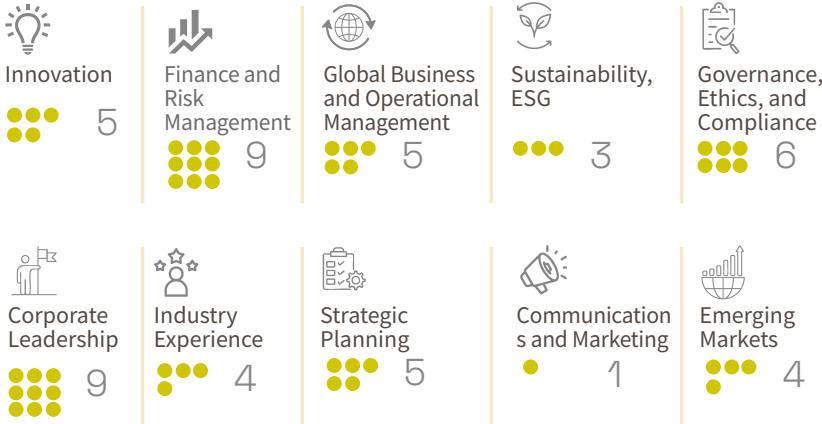 Innovation
5
Finance and
Risk
Management
9
Global Business
and Operational
Management
5
Sustainability,
ESG
3
Governance,
Ethics, and
Compliance
6
Corporate
Leadership
9
Industry
Experience
4
Strategic
Planning
5
Communication
s and Marketing
1
Emerging
Markets
4